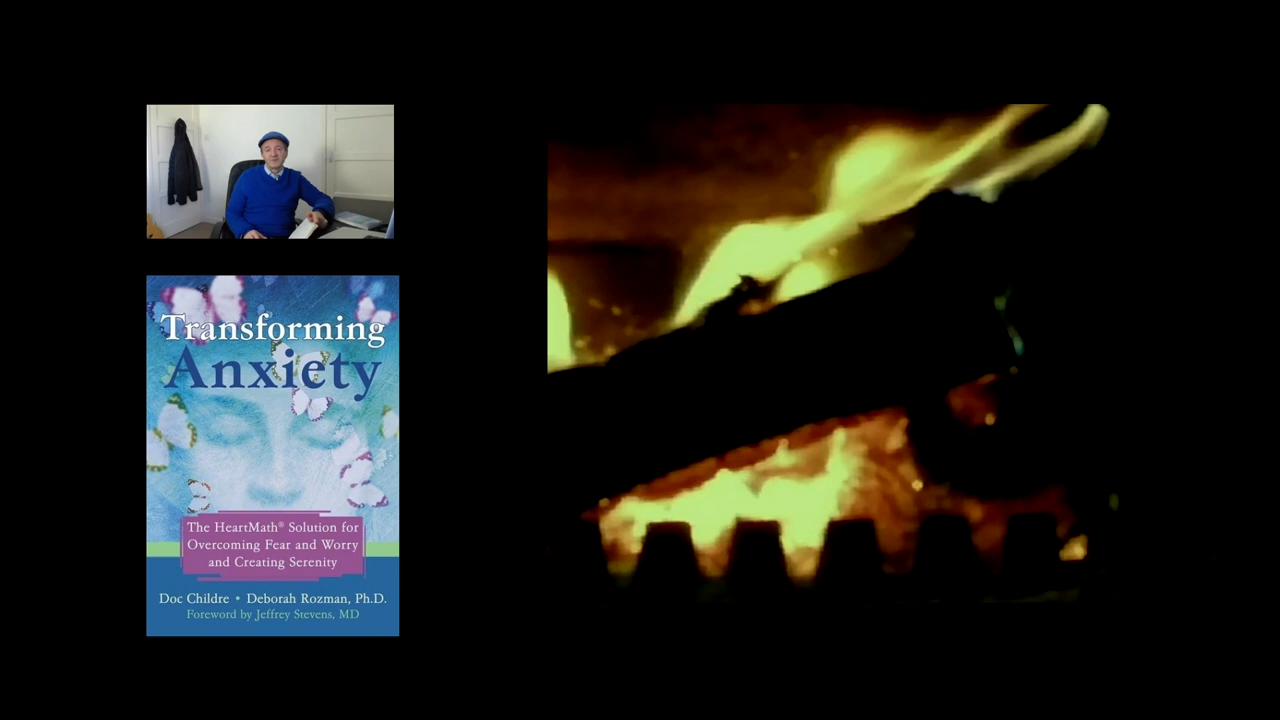 Transforming
Anxiety
The HeartMath® Solution for
Overcoming Fear and Worry
and Creating Serenity
Doc Childre • Deborah Rozman, Ph.D.
Foreword by Jeffrey Stevens, MD